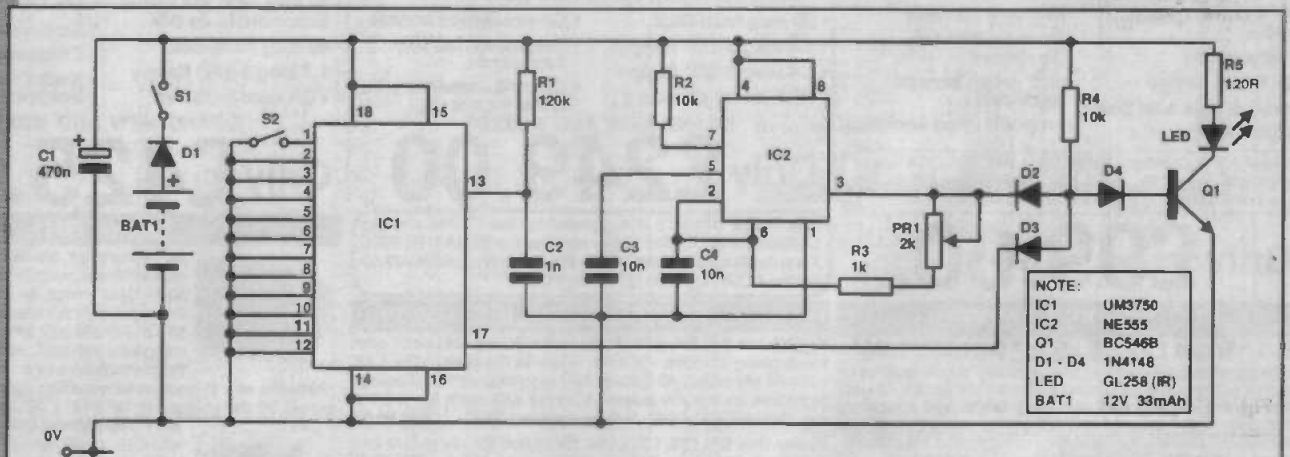 C1
470n
S1
D1
BAT1
S2
1
2
3
4
5
6
7
8
9
10
11
12
18
15
IC1
13
17
14
16
R1
120k
C2
1n
C3
10n
C4
10n
R2
10k
4
8
7
5
2
IC2
3
6
1
R3
1k
PR1
2k
D2
D3
D4
R4
10k
R5
120R
LED
Q1
NOTE:
IC1 UM3750
IC2 NE555
Q1 BC546B
D1 - D4 1N4148
LED GL258 (IR)
BAT1 12V 33mAh
0V